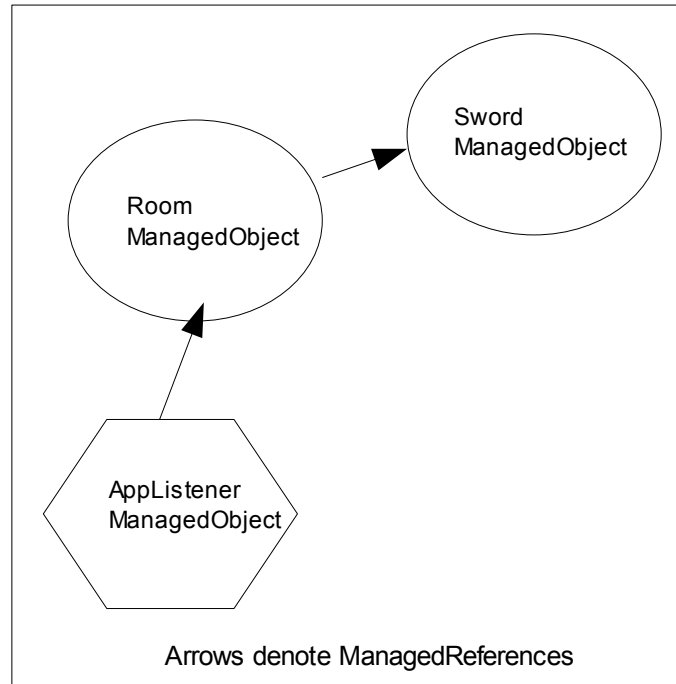 Sword
ManagedObject
Room
ManagedObject
AppListener
ManagedObject
Arrows denote ManagedReferences